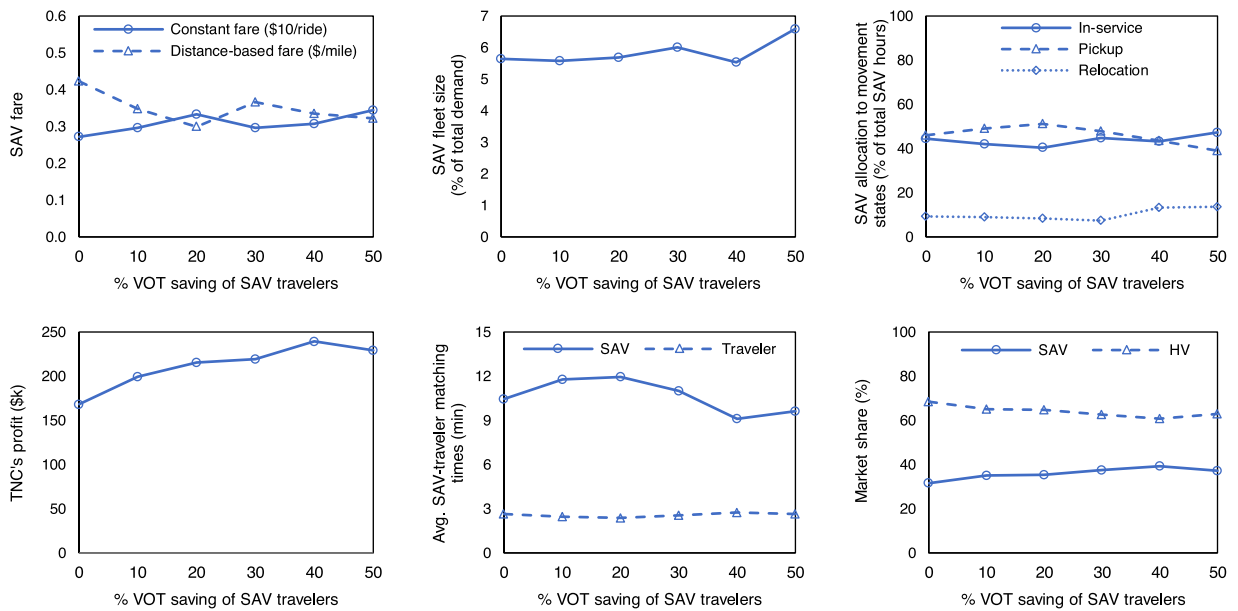 0.6
0.5
0.4
0.3
0.2
0.1
0.0
SAV fare
Constant fare ($10/ride)
Distance-based fare ($/mile)
0 10 20 30 40 50
% VOT saving of SAV travelers
7
6
5
4
3
2
1
0
SAV fleet size
(% of total demand)
0 10 20 30 40 50
% VOT saving of SAV travelers
100
80
60
40
20
0
SAV allocation to movement
states (% of total SAV hours)
In-service
Pickup
Relocation
0 10 20 30 40 50
% VOT saving of SAV travelers
250
200
150
100
50
0
TNC's profit ($k)
0 10 20 30 40 50
% VOT saving of SAV travelers
15
12
9
6
3
0
Avg. SAV-traveler matching
times (min)
SAV Traveler
0 10 20 30 40 50
% VOT saving of SAV travelers
100
80
60
40
20
0
Market share (%)
SAV HV
0 10 20 30 40 50
% VOT saving of SAV travelers